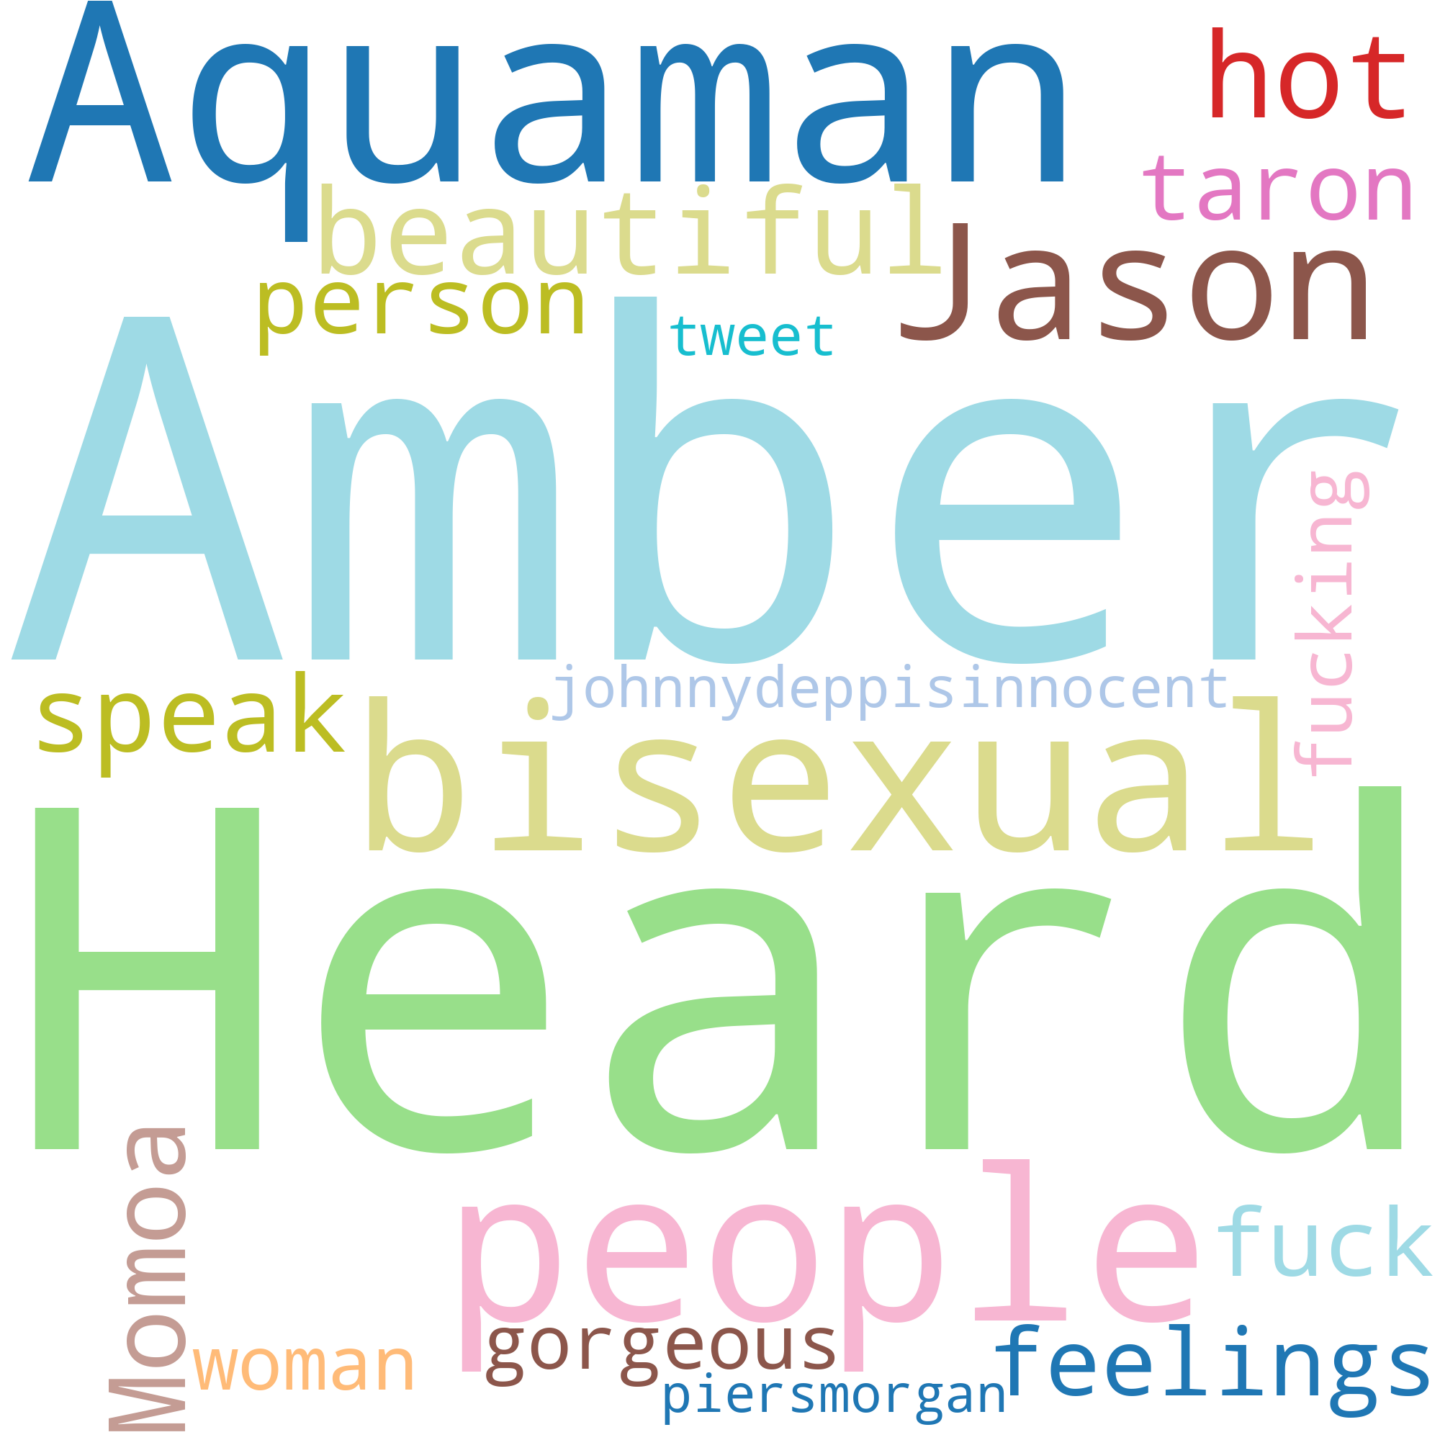 Aquaman
hot
taron
beautiful
Jason
person
tweet
Amber
fucking
speak
johnnydeppisinnocent
bisexual
Heard
Momoa
people
fuck
woman
gorgeous
feelings
piersmorgan